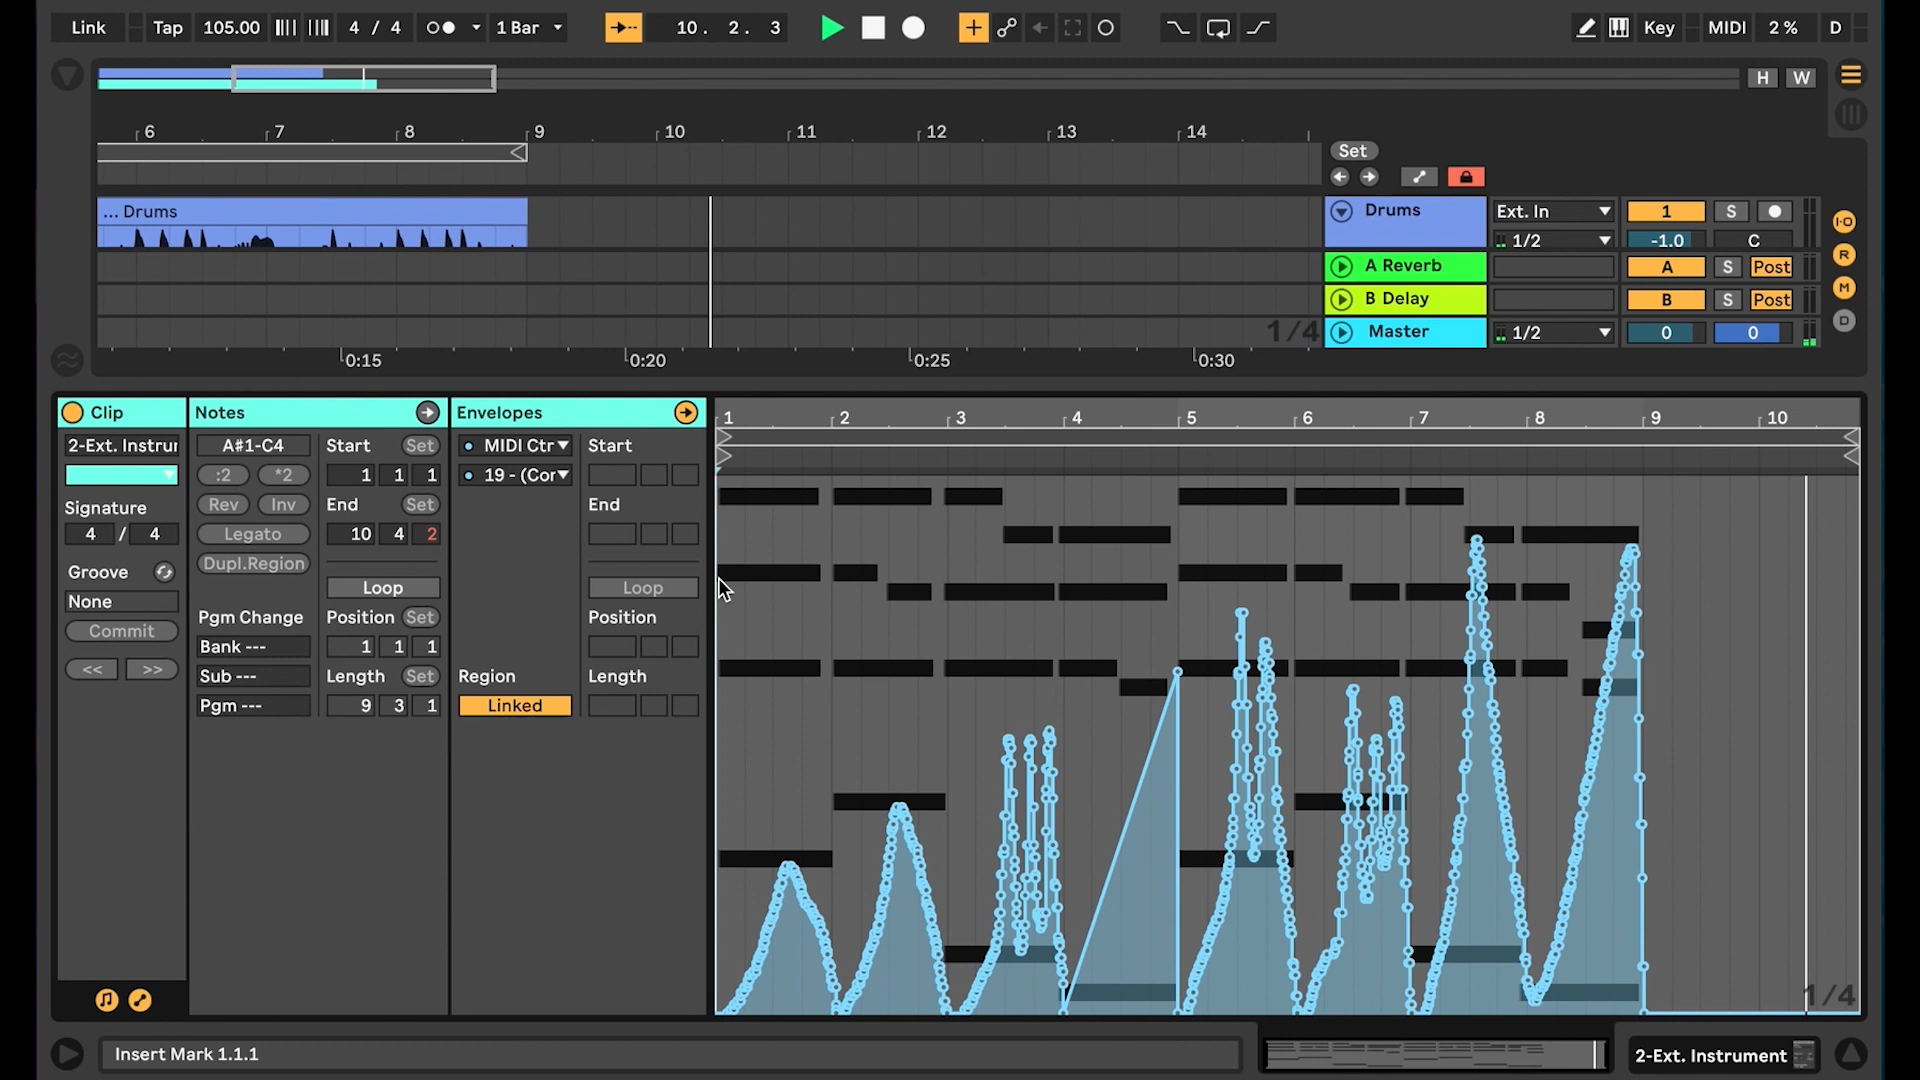 Link Tap 105.00 4 / 4 1 Bar 10. 2. 3 Key MIDI 2 % D
H W
6 7 8 9 10 11 12 13 14
Set
... Drums
Drums Ext. In 1 S
1/2 -1.0 C
A Reverb A S Post
B Delay B S Post
1/4 Master 1/2 0 0
0:15 0:20 0:25 0:30
I·O
R
M
D
Clip Notes Envelopes
1 2 3 4 5 6 7 8 9 10
2-Ext. Instrur A#1-C4 Start Set MIDI Ctr Start
:2 *2 1 1 1 19 - (Cor
Signature Rev Inv End Set End
4 / 4 Legato 10 4 2
Groove Dupl.Region
None Loop Loop
Commit Pgm Change Position Set Position
Bank --- 1 1 1
<< >> Sub --- Length Set Region Length
Pgm --- 9 3 1 Linked
1/4
Insert Mark 1.1.1
2-Ext. Instrument